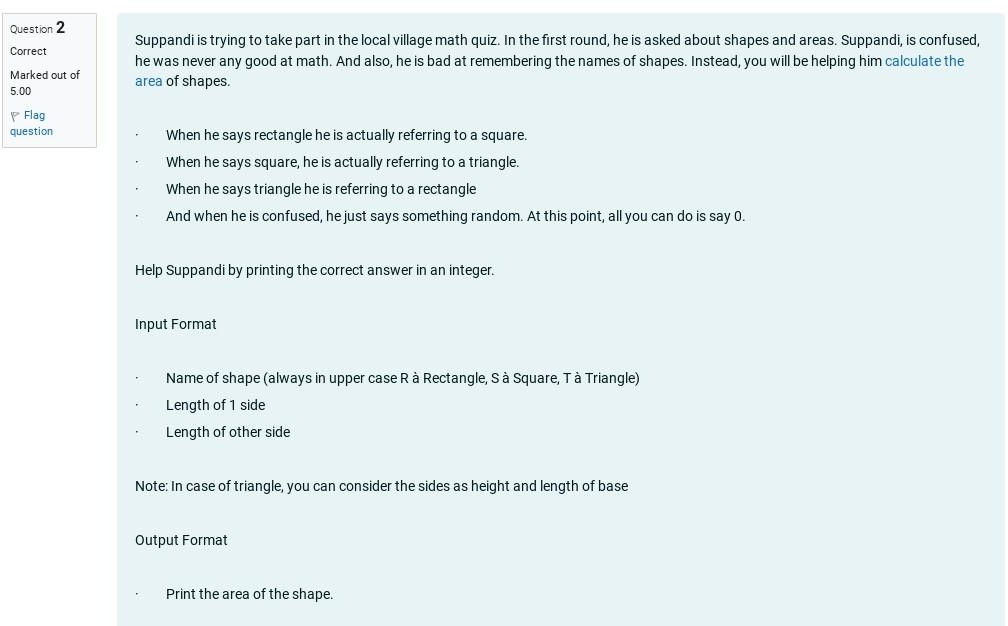 Question 2
Correct
Marked out of
5.00
Flag
question
Suppandi is trying to take part in the local village math quiz. In the first round, he is asked about shapes and areas. Suppandi, is confused,
he was never any good at math. And also, he is bad at remembering the names of shapes. Instead, you will be helping him calculate the
area of shapes.
· When he says rectangle he is actually referring to a square.
· When he says square, he is actually referring to a triangle.
· When he says triangle he is referring to a rectangle
· And when he is confused, he just says something random. At this point, all you can do is say 0.
Help Suppandi by printing the correct answer in an integer.
Input Format
· Name of shape (always in upper case R à Rectangle, S à Square, T à Triangle)
· Length of 1 side
· Length of other side
Note: In case of triangle, you can consider the sides as height and length of base
Output Format
· Print the area of the shape.